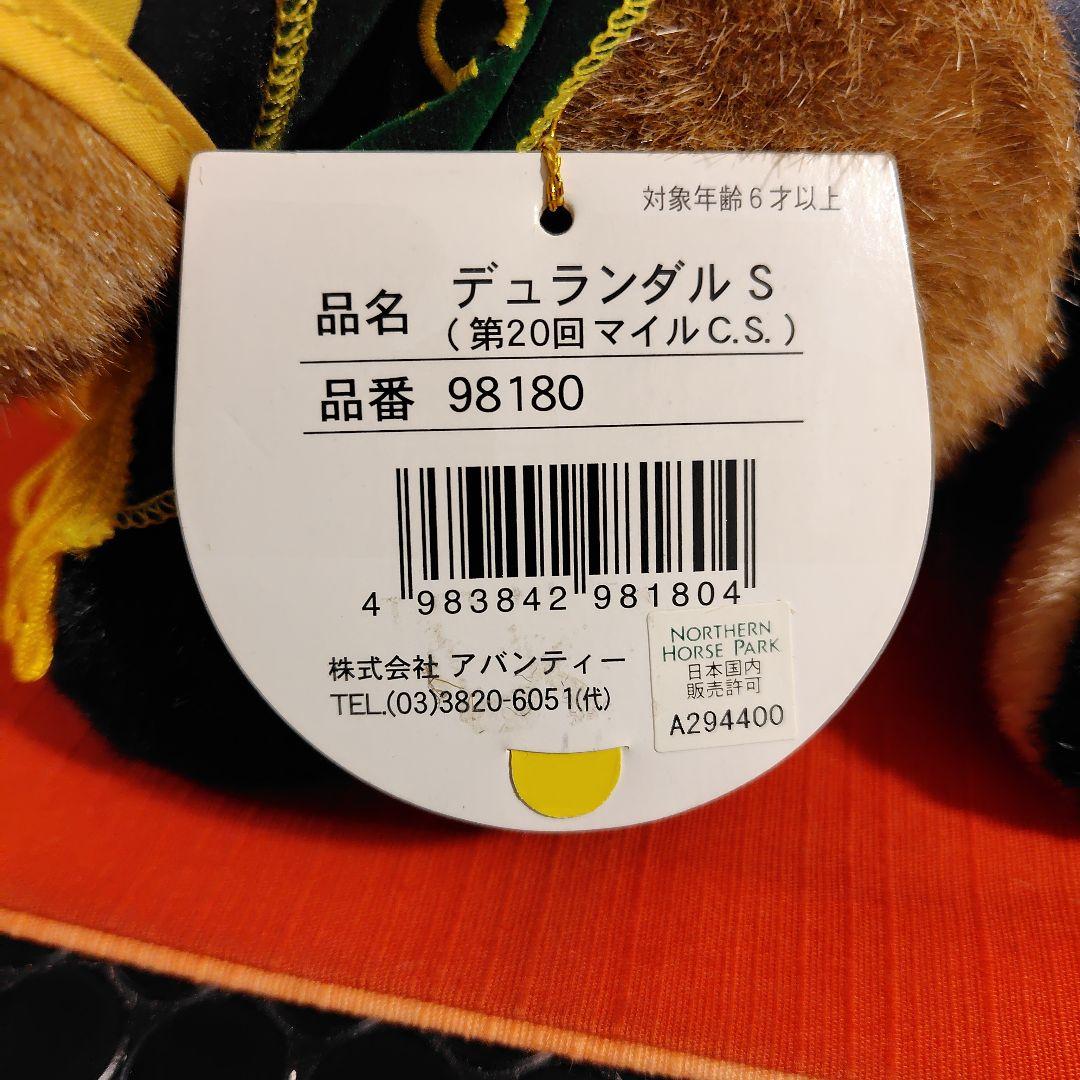 対象年齢6才以上
品名 デュランダル S
(第20回マイルC.S.)
品番 98180
4 983842 981804
株式会社 アバンティー
TEL.(03)3820-6051(代)
NORTHERN
HORSE PARK
日本国内
販売許可
A294400